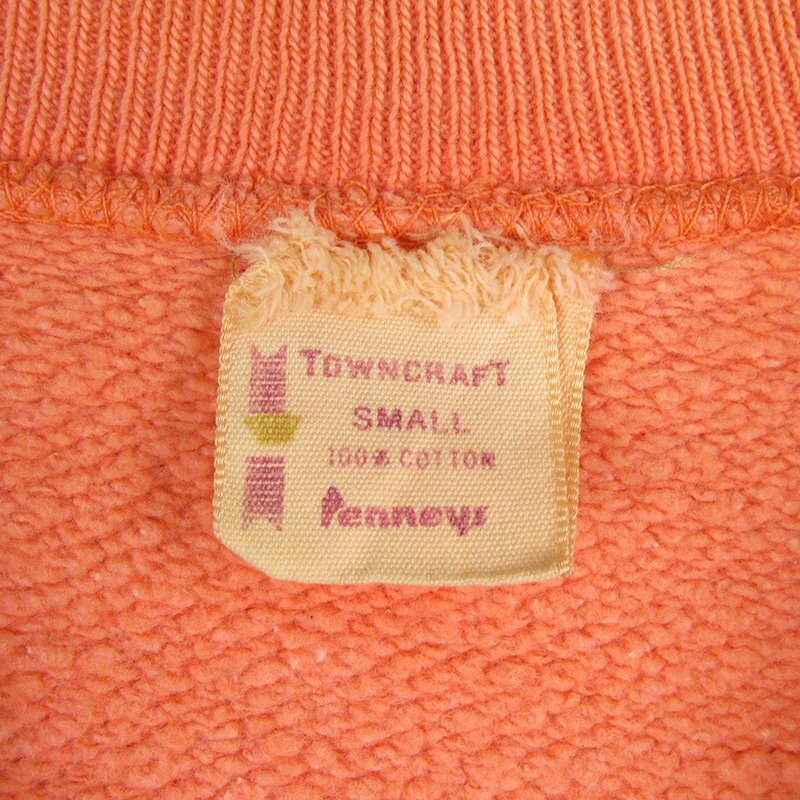 TOWNCRAFT
SMALL
100% COTTON
Penneys